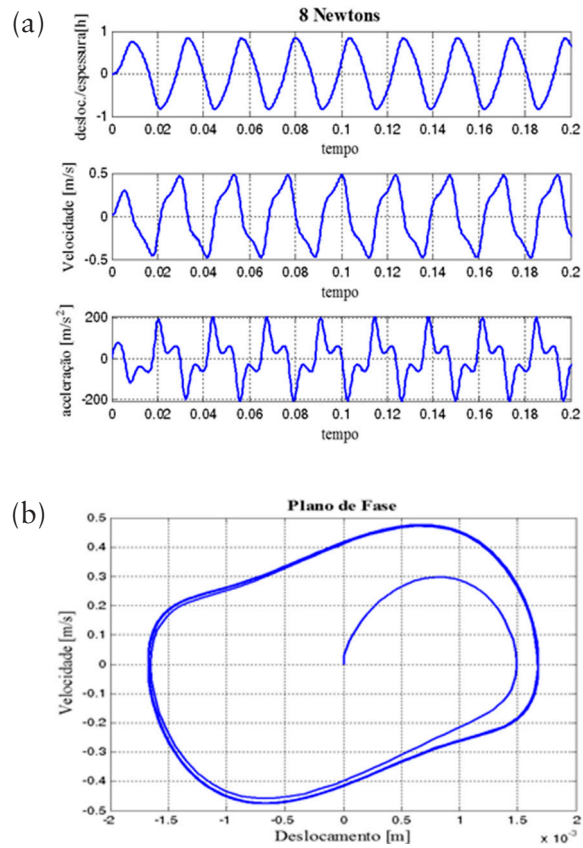 (a)
8 Newtons
desloc./espessura[h]
1
0
-1
0 0.02 0.04 0.06 0.08 0.1 0.12 0.14 0.16 0.18 0.2
tempo
Velocidade [m/s]
0.5
0
-0.5
0 0.02 0.04 0.06 0.08 0.1 0.12 0.14 0.16 0.18 0.2
tempo
aceleração [m/s²]
200
0
-200
0 0.02 0.04 0.06 0.08 0.1 0.12 0.14 0.16 0.18 0.2
tempo
(b)
Plano de Fase
Velocidade [m/s]
0.5
0.4
0.3
0.2
0.1
0
-0.1
-0.2
-0.3
-0.4
-0.5
-2 -1.5 -1 -0.5 0 0.5 1 1.5 2
Deslocamento [m]
× 10⁻³